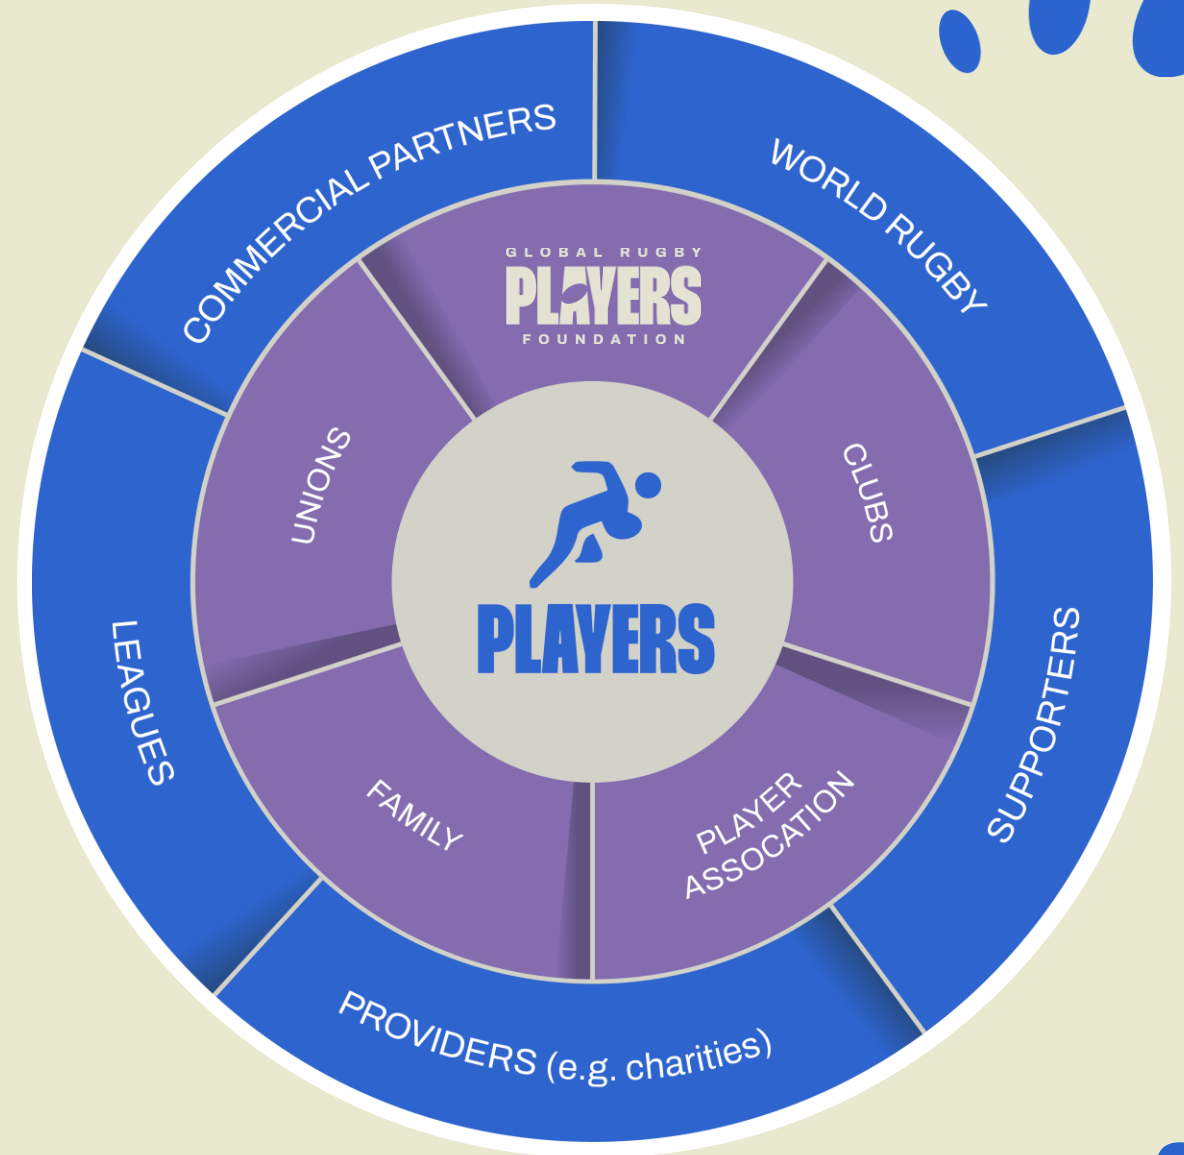 COMMERCIAL PARTNERS
WORLD RUGBY
GLOBAL RUGBY
PLAYERS
FOUNDATION
UNIONS
CLUBS
PLAYERS
LEAGUES
SUPPORTERS
FAMILY
PLAYER
ASSOCATION
PROVIDERS (e.g. charities)